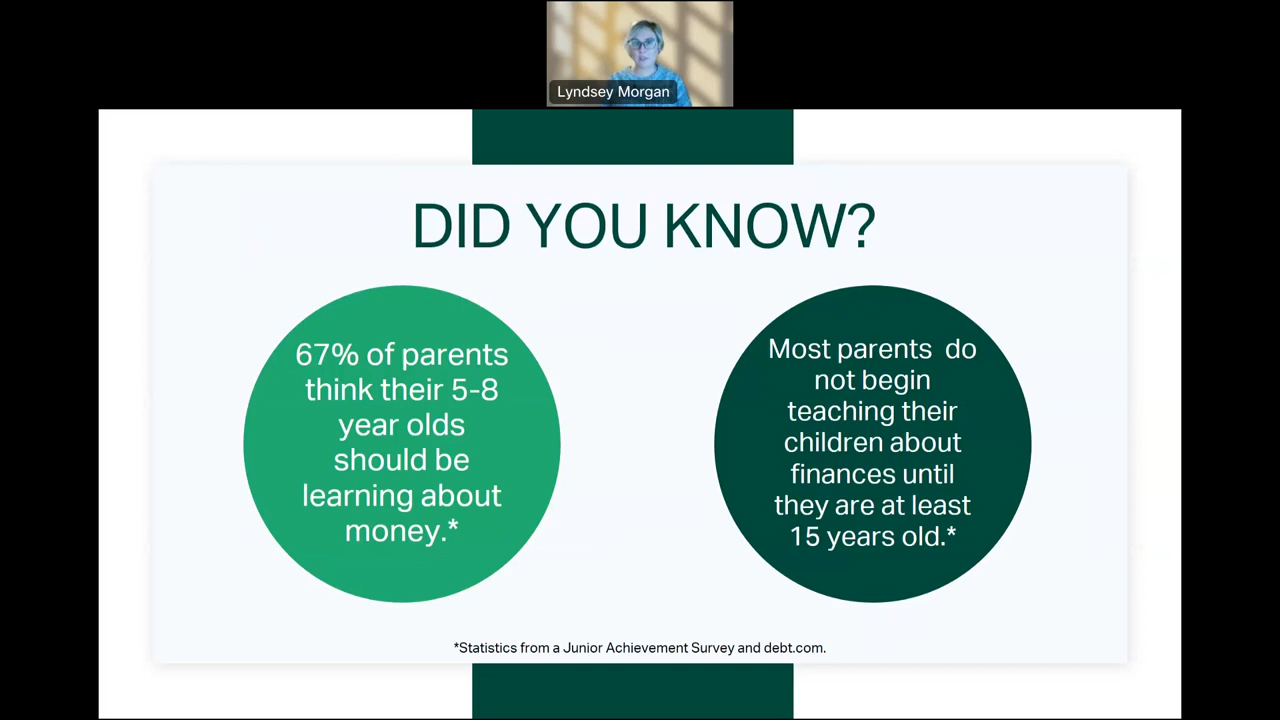 Lyndsey Morgan
DID YOU KNOW?
67% of parents
think their 5-8
year olds
should be
learning about
money.*
Most parents  do
not begin
teaching their
children about
finances until
they are at least
15 years old.*
*Statistics from a Junior Achievement Survey and debt.com.